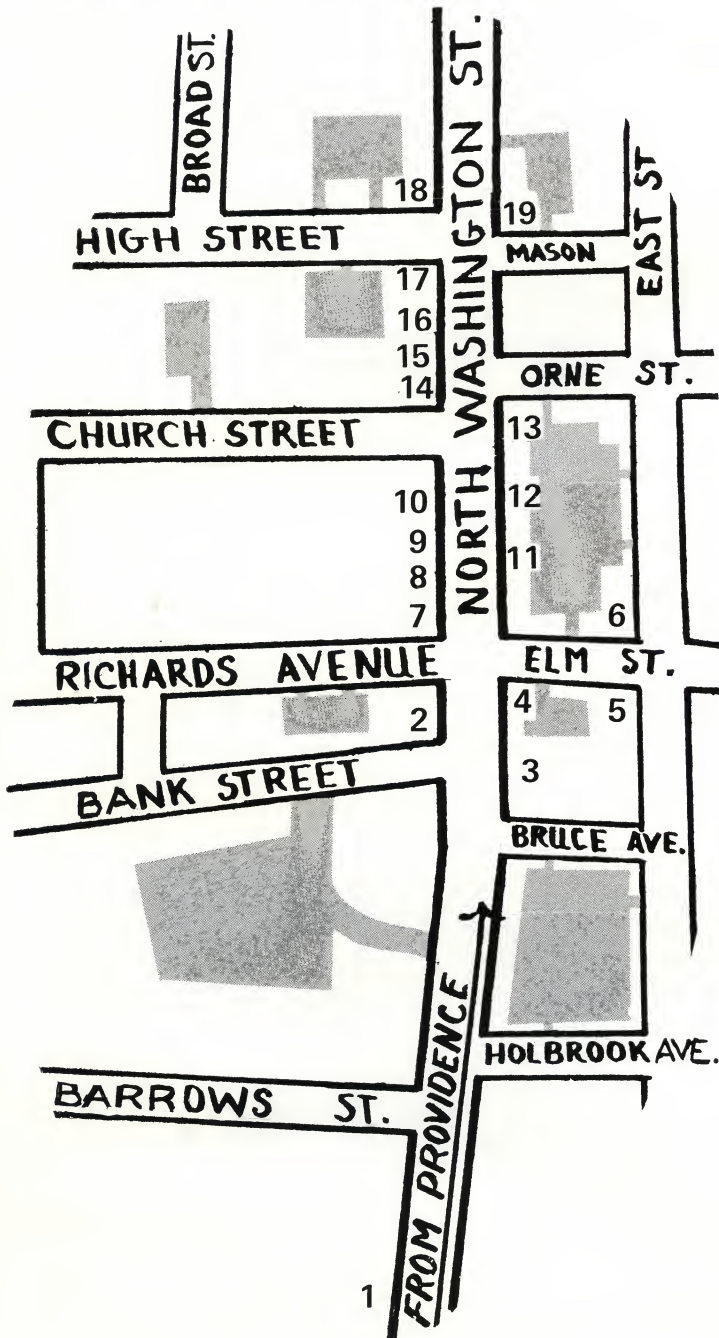 BROAD ST.
NORTH WASHINGTON ST.
18
19
EAST ST
HIGH STREET
MASON
17
16
15
14
ORNE ST.
CHURCH STREET
13
10
12
9
11
8
7
6
RICHARDS AVENUE
ELM ST.
2
4
5
3
BANK STREET
BRUCE AVE.
HOLBROOK AVE.
BARROWS ST.
FROM PROVIDENCE
1